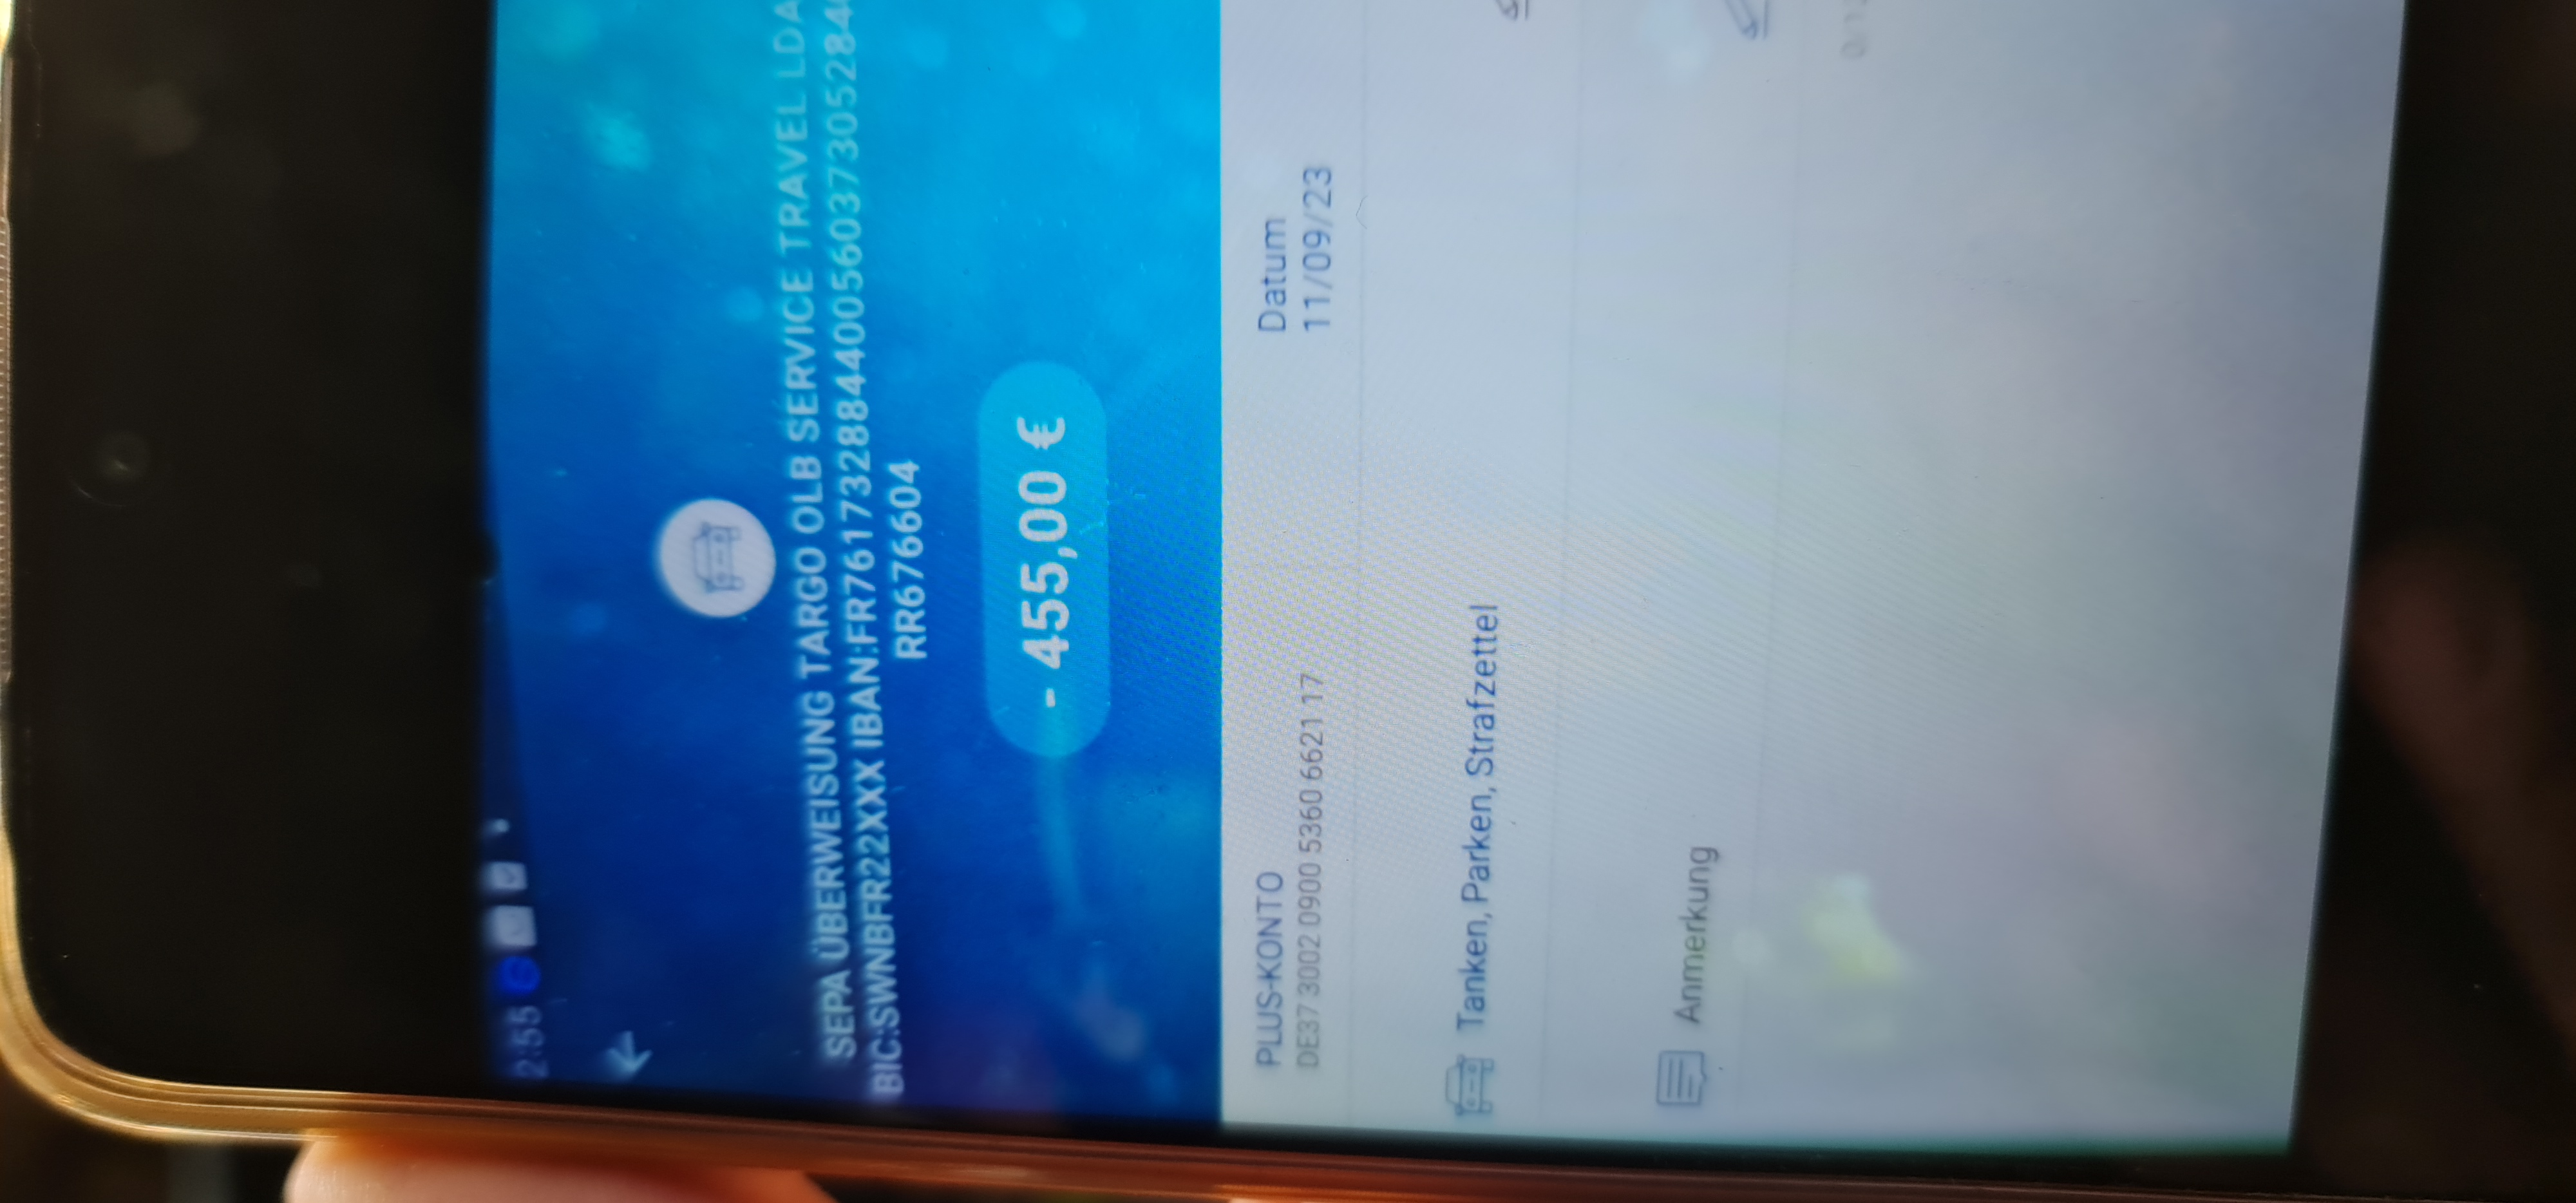 2:55
SEPA ÜBERWEISUNG TARGO OLB SERVICE TRAVEL LDA
BIC:SWNBFR22XXX IBAN:FR76173288440056037305284
RR676604
- 455,00 €
PLUS-KONTO
DE37 3002 0900 5360 6621 17
Datum
11/09/23
Tanken, Parken, Strafzettel
Anmerkung